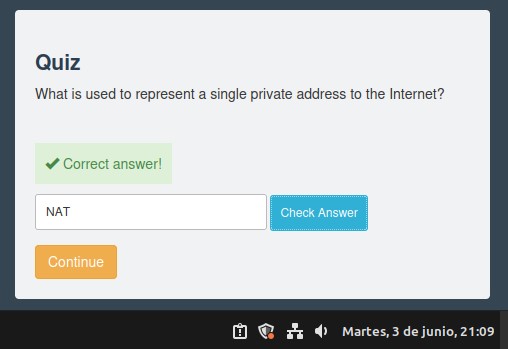 Quiz
What is used to represent a single private address to the Internet?
✔ Correct answer!
NAT
Check Answer
Continue
Martes, 3 de junio, 21:09